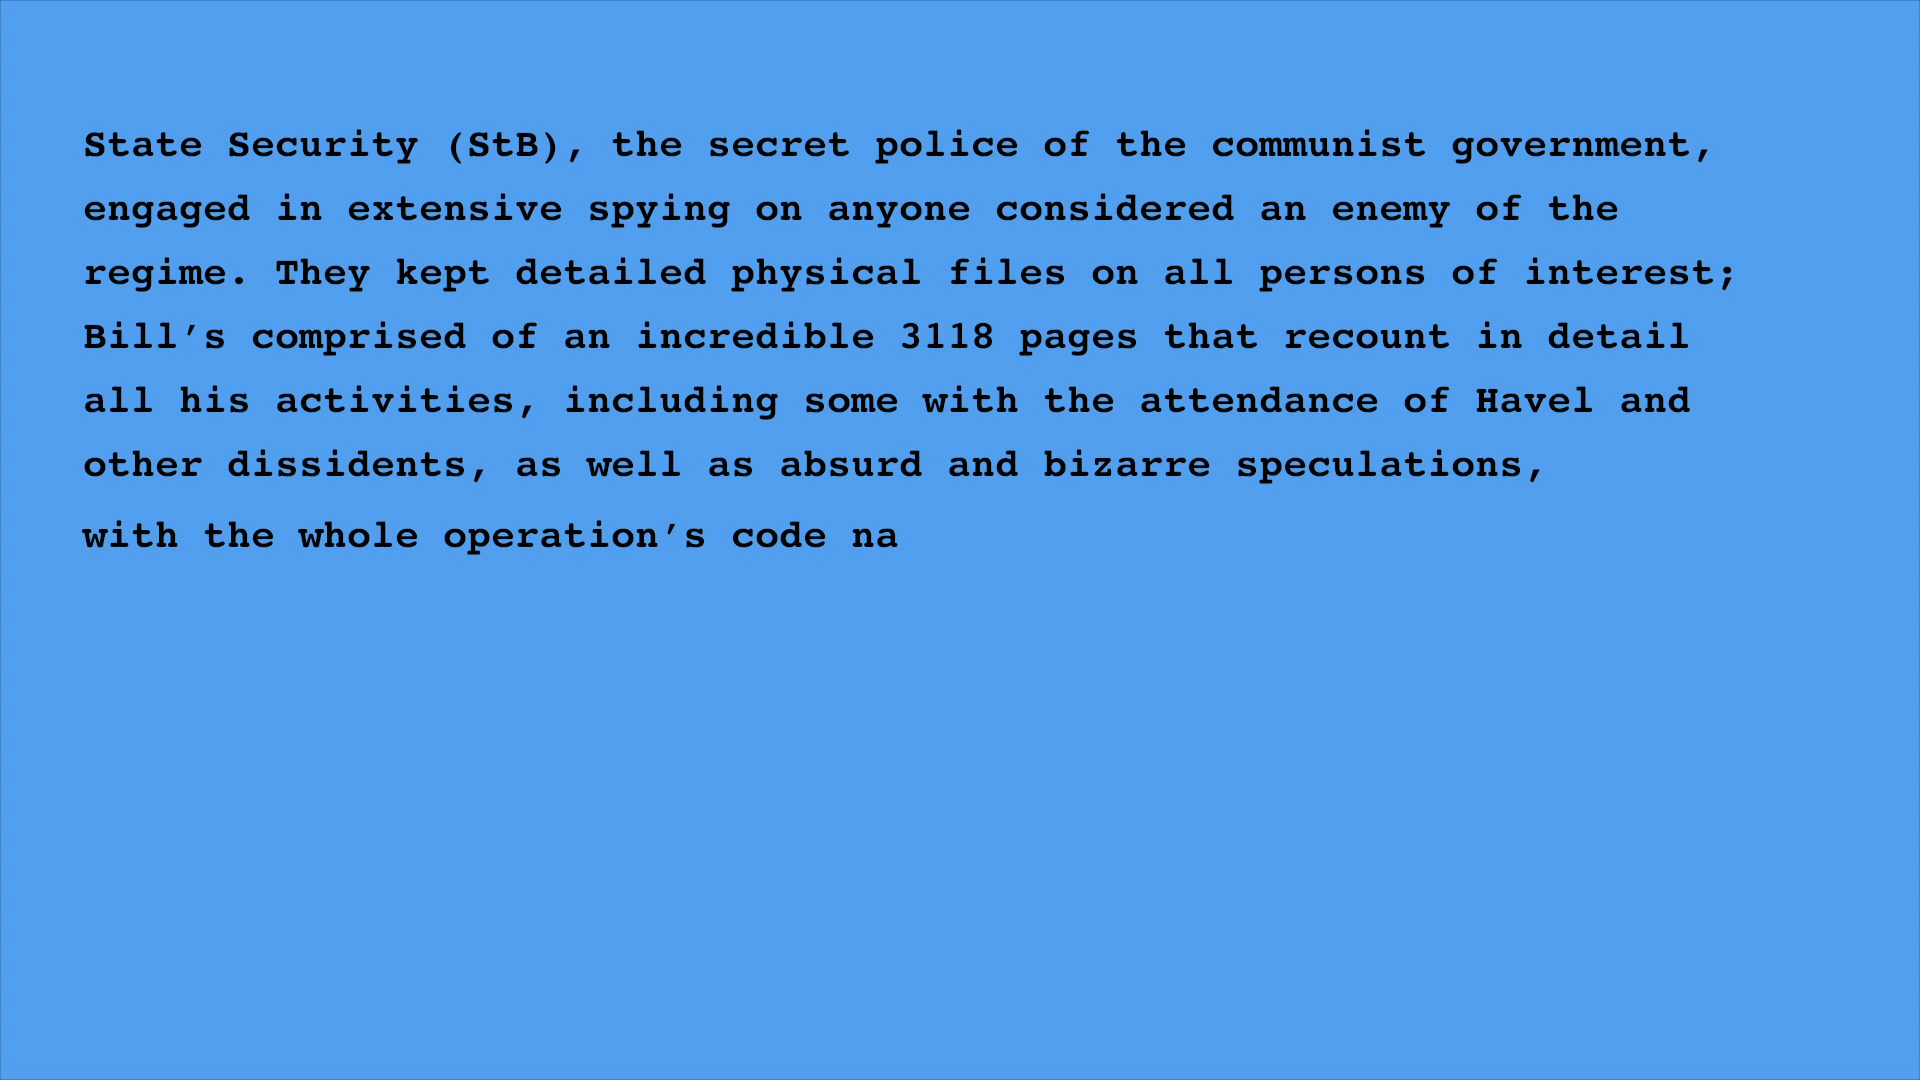 State Security (StB), the secret police of the communist government,
engaged in extensive spying on anyone considered an enemy of the
regime. They kept detailed physical files on all persons of interest;
Bill’s comprised of an incredible 3118 pages that recount in detail
all his activities, including some with the attendance of Havel and
other dissidents, as well as absurd and bizarre speculations,
with the whole operation’s code na